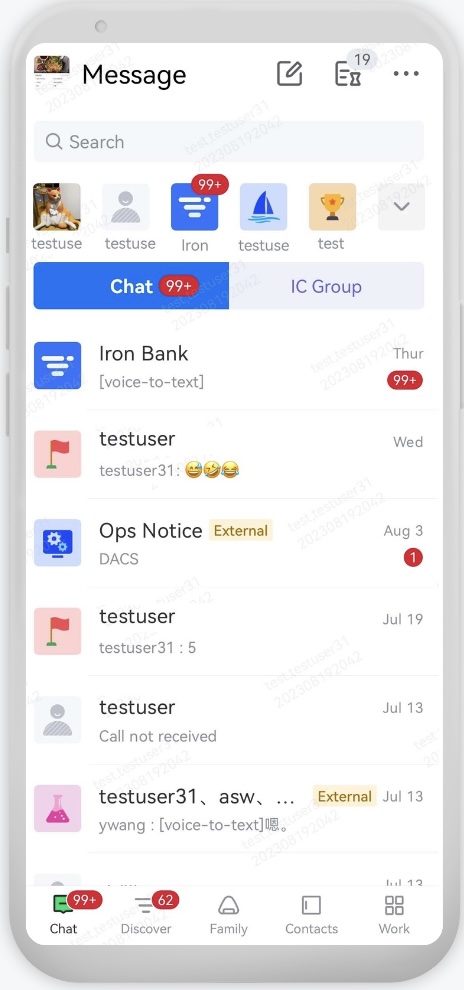 19
Message
Search
99+
testuse
testuse
Iron
testuse
test
Chat 99+
IC Group
Iron Bank
Thur
[voice-to-text]
99+
testuser
Wed
testuser31: 😅🤣😂
Ops Notice External
Aug 3
DACS
1
testuser
Jul 19
testuser31 : 5
testuser
Jul 13
Call not received
testuser31、asw、... External Jul 13
ywang : [voice-to-text]嗯。
Jul 13
99+
62
Chat
Discover
Family
Contacts
Work
test.testuser31
202308192042